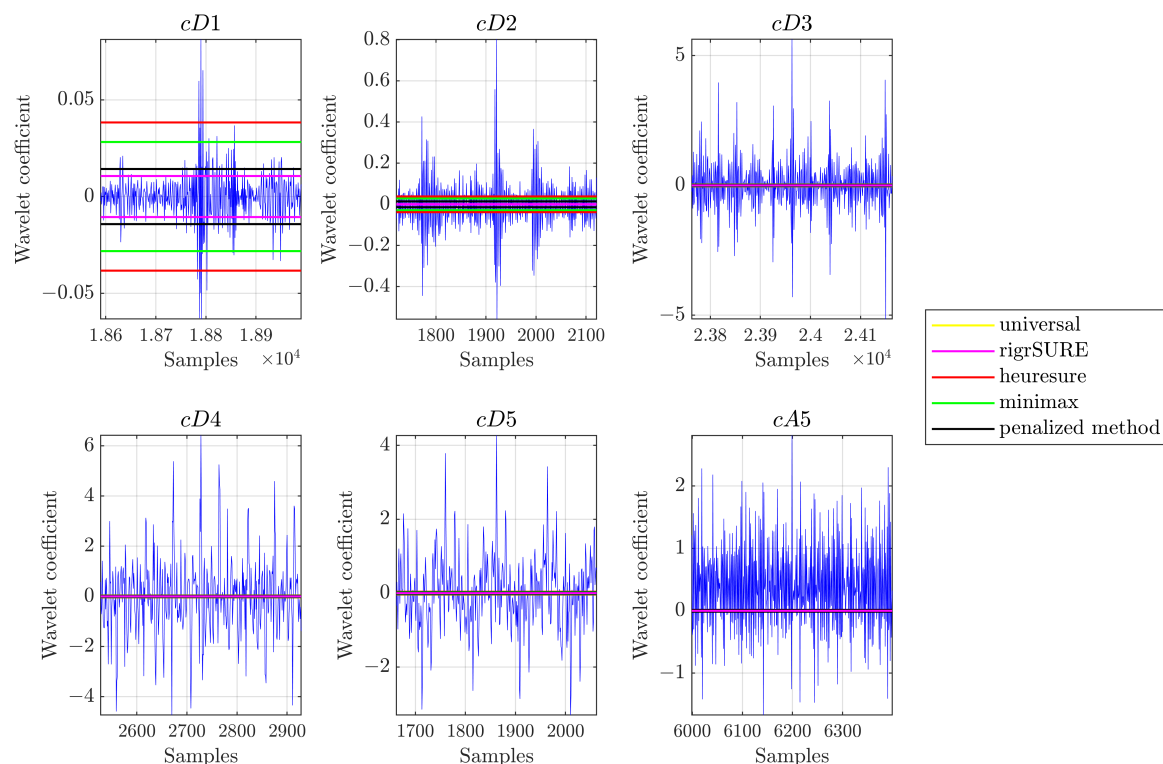 cD1
Wavelet coefficient
0.05
0
−0.05
1.86 1.87 1.88 1.89
Samples ×10⁴
cD2
Wavelet coefficient
0.8
0.6
0.4
0.2
0
−0.2
−0.4
1800 1900 2000 2100
Samples
cD3
Wavelet coefficient
5
0
−5
2.38 2.39 2.4 2.41
Samples ×10⁴
universal
rigrSURE
heuresure
minimax
penalized method
cD4
Wavelet coefficient
6
4
2
0
−2
−4
2600 2700 2800 2900
Samples
cD5
Wavelet coefficient
4
2
0
−2
1700 1800 1900 2000
Samples
cA5
Wavelet coefficient
2
1
0
−1
6000 6100 6200 6300
Samples